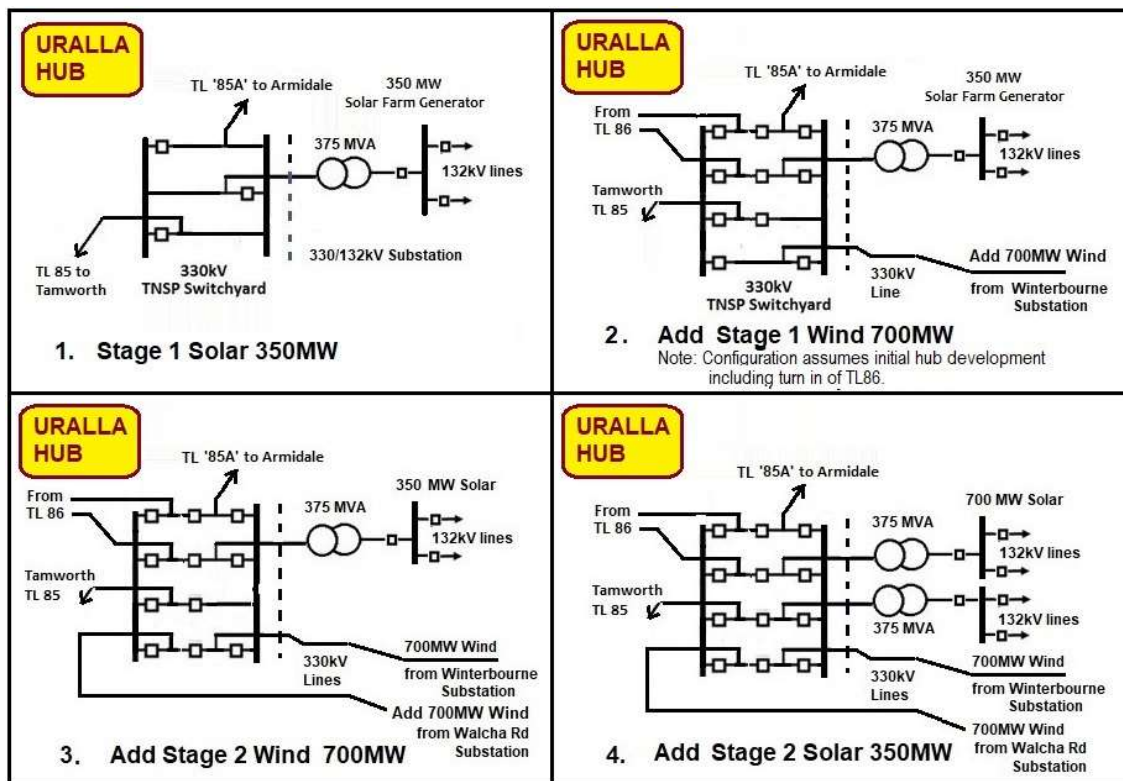 URALLA
HUB
TL '85A' to Armidale
350 MW
Solar Farm Generator
375 MVA
132kV lines
TL 85 to
Tamworth
330kV
TNSP Switchyard
330/132kV Substation
1. Stage 1 Solar 350MW
URALLA
HUB
TL '85A' to Armidale
350 MW
Solar Farm Generator
From
TL 86
375 MVA
132kV lines
Tamworth
TL 85
330kV
TNSP Switchyard
330kV
Line
Add 700MW Wind
from Winterbourne
Substation
2. Add Stage 1 Wind 700MW
Note: Configuration assumes initial hub development
including turn in of TL86.
URALLA
HUB
TL '85A' to Armidale
From
TL 86
375 MVA
350 MW Solar
132kV lines
Tamworth
TL 85
330kV
Lines
700MW Wind
from Winterbourne
Substation
Add 700MW Wind
from Walcha Rd
Substation
3. Add Stage 2 Wind 700MW
URALLA
HUB
TL '85A' to Armidale
From
TL 86
375 MVA
700 MW Solar
132kV lines
Tamworth
TL 85
375 MVA
132kV lines
330kV
Lines
700MW Wind
from Winterbourne
Substation
700MW Wind
from Walcha Rd
Substation
4. Add Stage 2 Solar 350MW